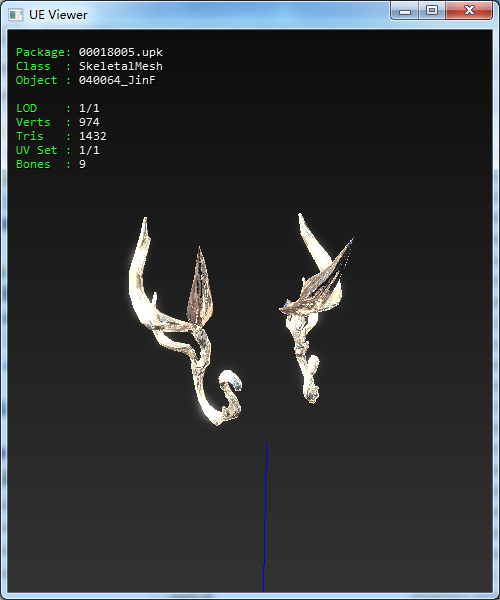 UE Viewer
Package: 00018005.upk
Class  : SkeletalMesh
Object : 040064_JinF
LOD    : 1/1
Verts  : 974
Tris   : 1432
UV Set : 1/1
Bones  : 9